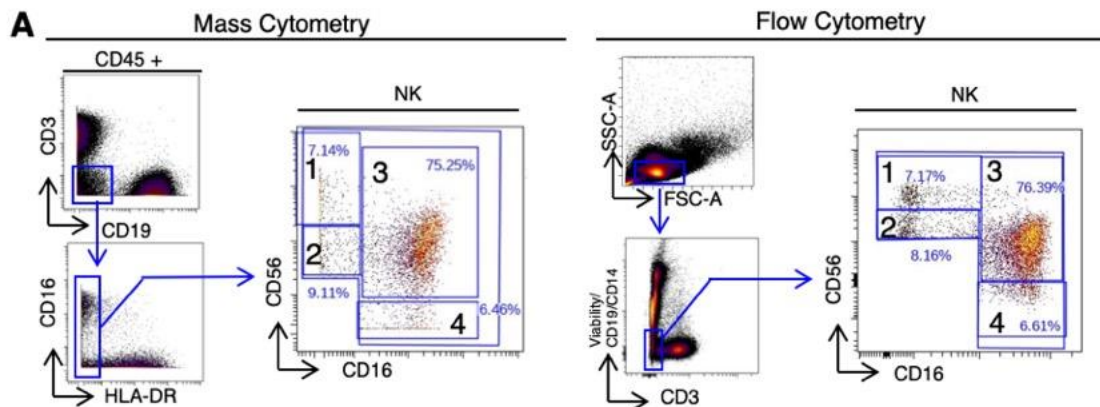 A
Mass Cytometry
CD45 +
CD3
CD19
CD16
HLA-DR
NK
1
7.14%
3
75.25%
2
9.11%
6.46%
4
CD56
CD16
Flow Cytometry
SSC-A
FSC-A
Viability/
CD19/CD14
CD3
NK
1
7.17%
3
76.39%
2
8.16%
4
6.61%
CD56
CD16